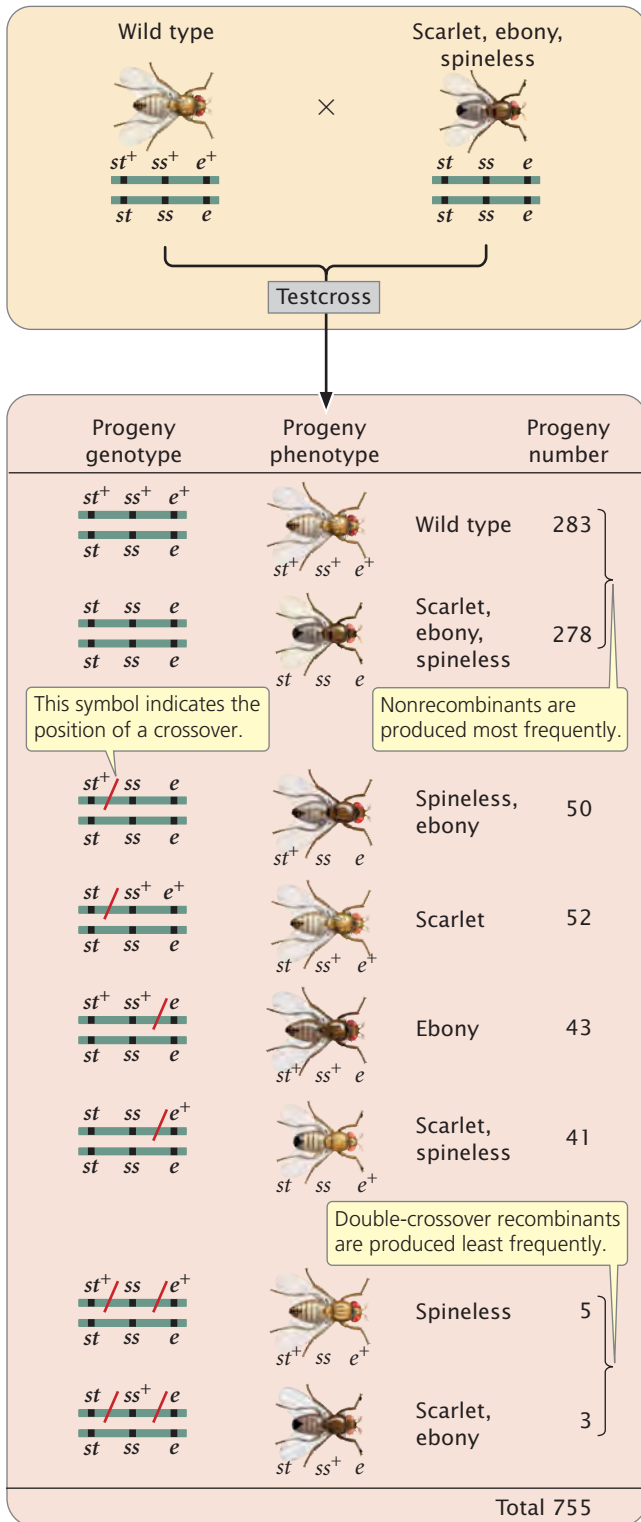 Wild type
Scarlet, ebony,
spineless
×
st+ ss+ e+
st ss e
st ss e
st ss e
Testcross
Progeny
genotype
Progeny
phenotype
Progeny
number
st+ ss+ e+
st ss e
st+ ss+ e+
Wild type 283
st ss e
st ss e
st ss e
Scarlet,
ebony,
spineless
278
This symbol indicates the
position of a crossover.
Nonrecombinants are
produced most frequently.
st+ ss e
st ss e
st+ ss e
Spineless,
ebony
50
st ss+ e+
st ss e
st ss+ e+
Scarlet 52
st+ ss+ e
st ss e
st+ ss+ e
Ebony 43
st ss e+
st ss e
st ss e+
Scarlet,
spineless
41
Double-crossover recombinants
are produced least frequently.
st+ ss e+
st ss e
st+ ss e+
Spineless 5
st ss+ e
st ss e
st ss+ e
Scarlet,
ebony
3
Total 755